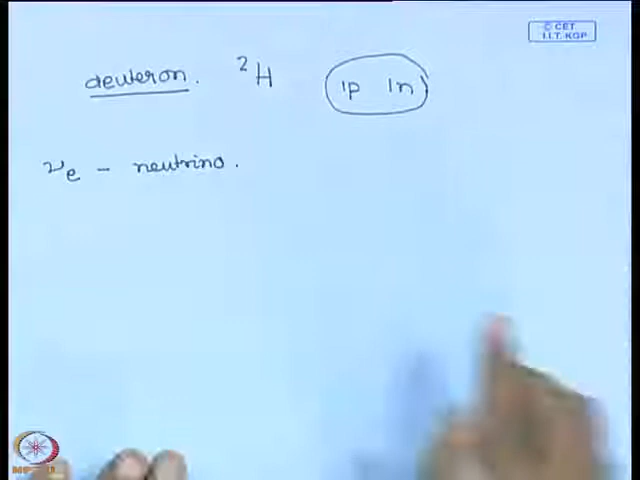 © CET
I.I.T. KGP
deuteron. ²H 1p 1n
νe - neutrino.